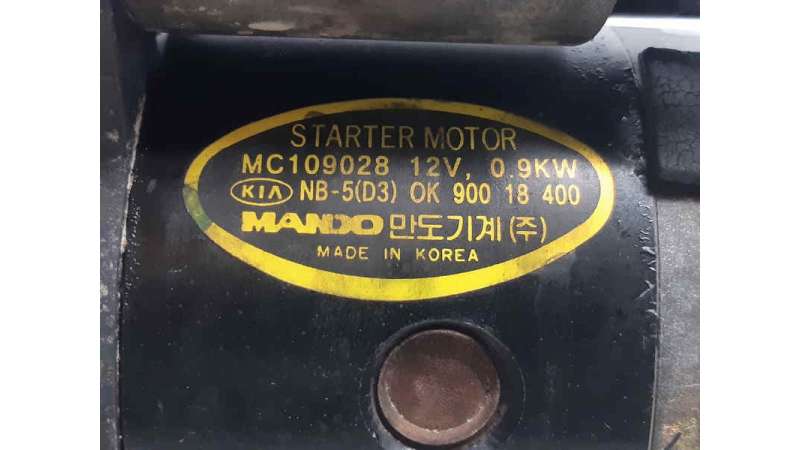 STARTER MOTOR
MC109028 12V, 0.9KW
KIA NB-5(D3) OK 900 18 400
MANDO 만도기계(주)
MADE IN KOREA